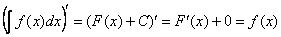 (∫ f(x)dx)′ = (F(x)+C)′ = F′(x)+0 = f(x)